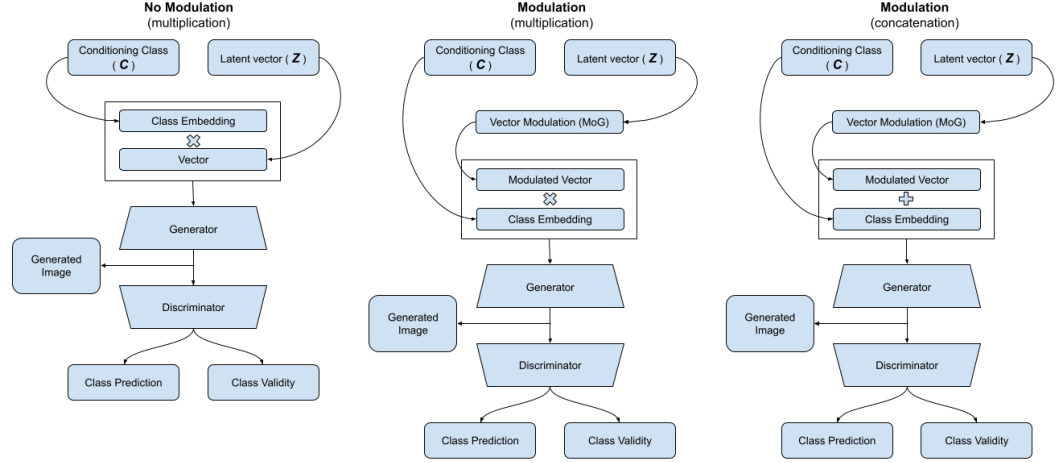 No Modulation
(multiplication)
Conditioning Class
( C )
Latent vector ( Z )
Class Embedding
Vector
Generator
Generated
Image
Discriminator
Class Prediction
Class Validity
Modulation
(multiplication)
Conditioning Class
( C )
Latent vector ( Z )
Vector Modulation (MoG)
Modulated Vector
Class Embedding
Generator
Generated
Image
Discriminator
Class Prediction
Class Validity
Modulation
(concatenation)
Conditioning Class
( C )
Latent vector ( Z )
Vector Modulation (MoG)
Modulated Vector
Class Embedding
Generator
Generated
Image
Discriminator
Class Prediction
Class Validity